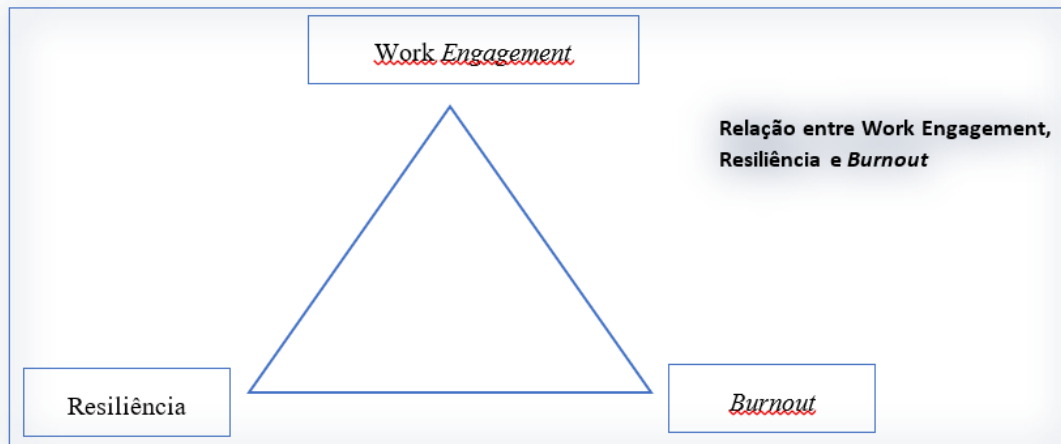 Work Engagement
Relação entre Work Engagement,
Resiliência e Burnout
Resiliência
Burnout